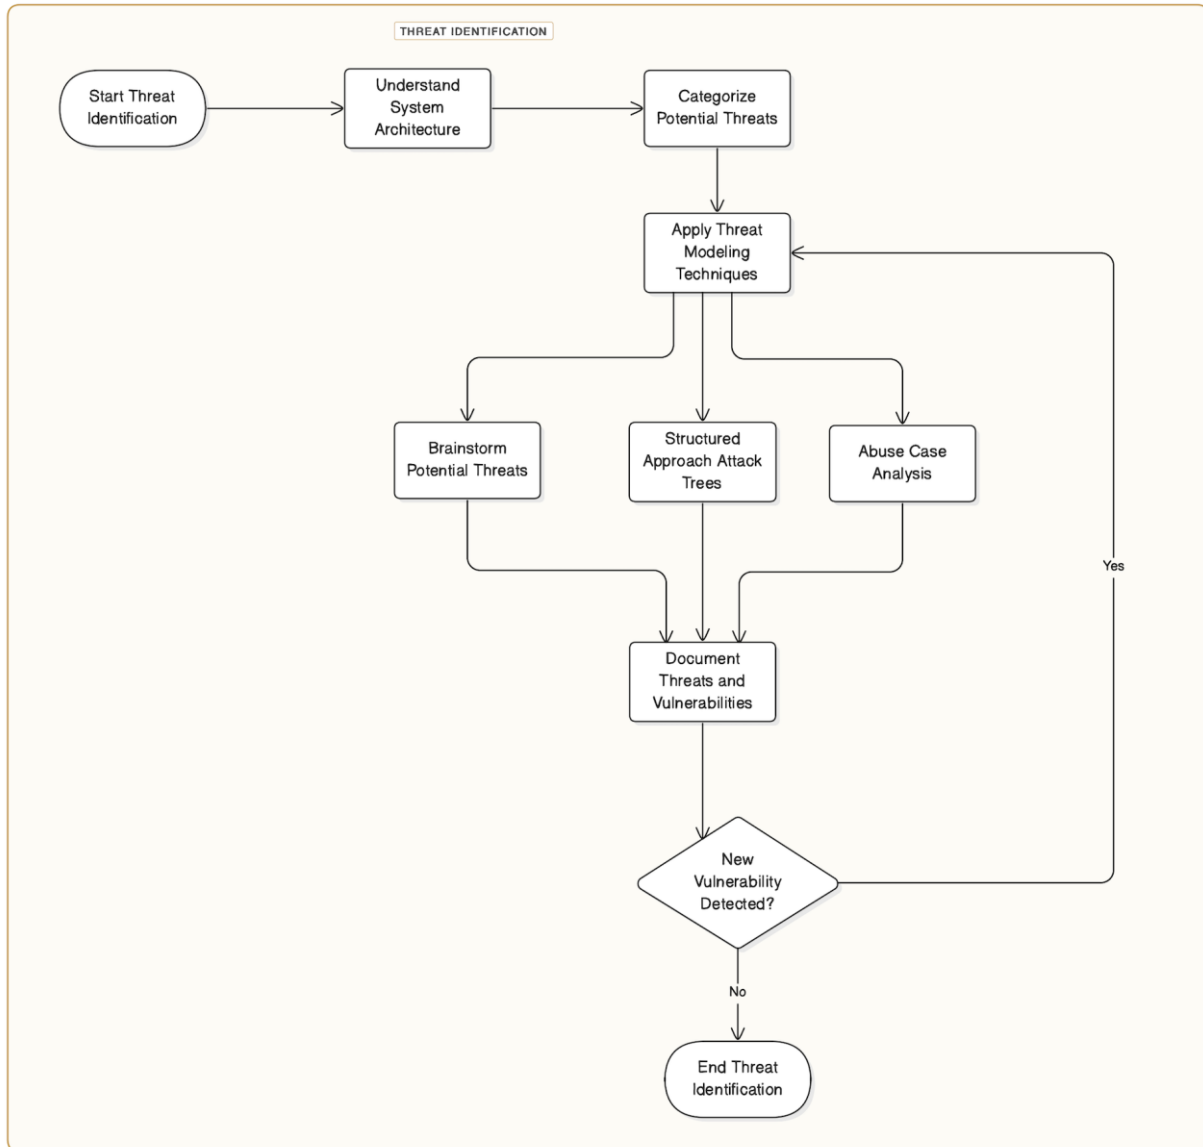 THREAT IDENTIFICATION
Start Threat
Identification
Understand
System
Architecture
Categorize
Potential Threats
Apply Threat
Modeling
Techniques
Brainstorm
Potential Threats
Structured
Approach Attack
Trees
Abuse Case
Analysis
Yes
Document
Threats and
Vulnerabilities
New
Vulnerability
Detected?
No
End Threat
Identification